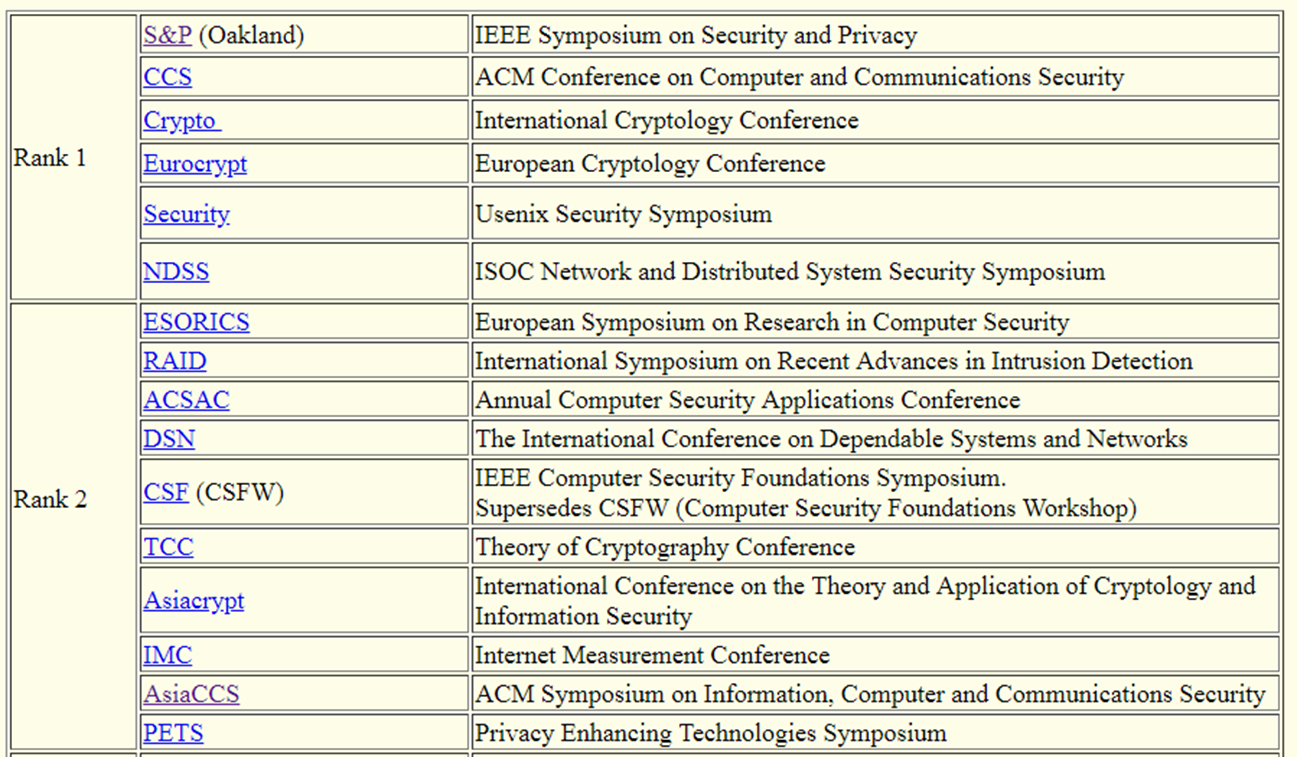 Rank 1
S&P (Oakland) IEEE Symposium on Security and Privacy
CCS ACM Conference on Computer and Communications Security
Crypto International Cryptology Conference
Eurocrypt European Cryptology Conference
Security Usenix Security Symposium
NDSS ISOC Network and Distributed System Security Symposium
Rank 2
ESORICS European Symposium on Research in Computer Security
RAID International Symposium on Recent Advances in Intrusion Detection
ACSAC Annual Computer Security Applications Conference
DSN The International Conference on Dependable Systems and Networks
CSF (CSFW) IEEE Computer Security Foundations Symposium.
Supersedes CSFW (Computer Security Foundations Workshop)
TCC Theory of Cryptography Conference
Asiacrypt International Conference on the Theory and Application of Cryptology and
Information Security
IMC Internet Measurement Conference
AsiaCCS ACM Symposium on Information, Computer and Communications Security
PETS Privacy Enhancing Technologies Symposium